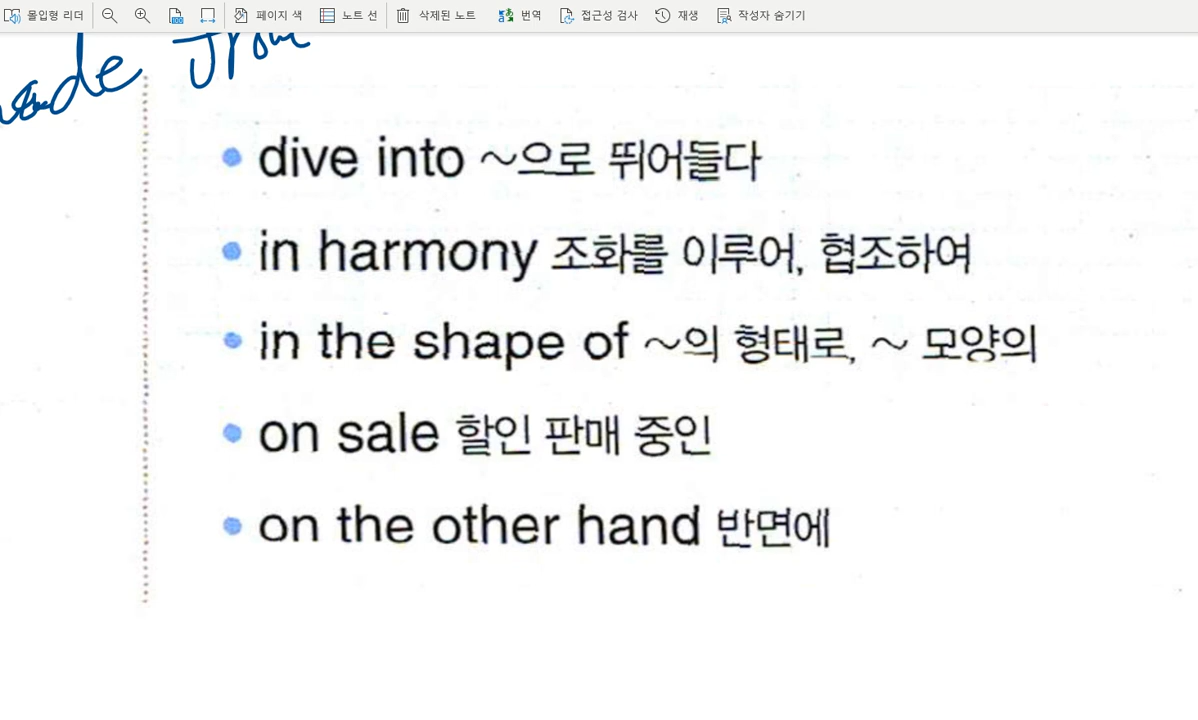 몰입형 리더 페이지 색 노트 선 삭제된 노트 번역 접근성 검사 재생 작성자 숨기기
made from
dive into ~으로 뛰어들다
in harmony 조화를 이루어, 협조하여
in the shape of ~의 형태로, ~ 모양의
on sale 할인 판매 중인
on the other hand 반면에